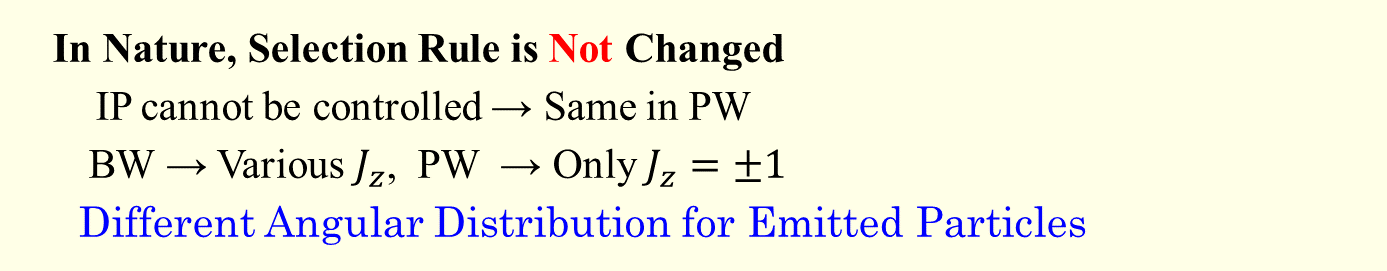 In Nature, Selection Rule is Not Changed
IP cannot be controlled → Same in PW
BW → Various J_z, PW → Only J_z = ±1
Different Angular Distribution for Emitted Particles